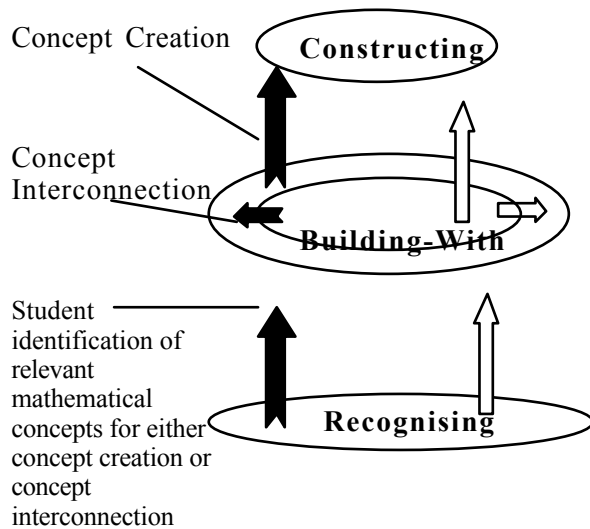 Concept Creation
Constructing
Concept
Interconnection
Building-With
Student
identification of
relevant
mathematical
concepts for either
concept creation or
concept
interconnection
Recognising